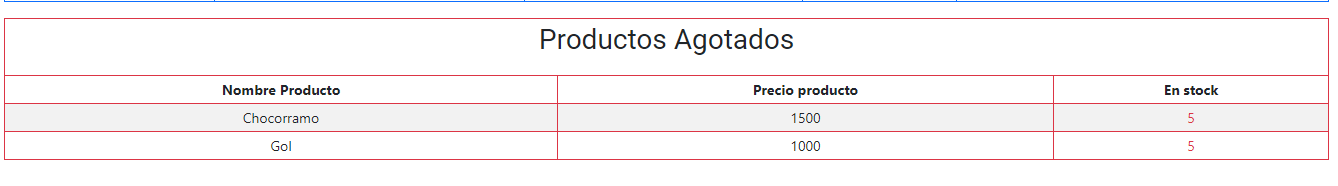 Productos Agotados
Nombre Producto Precio producto En stock
Chocorramo 1500 5
Gol 1000 5